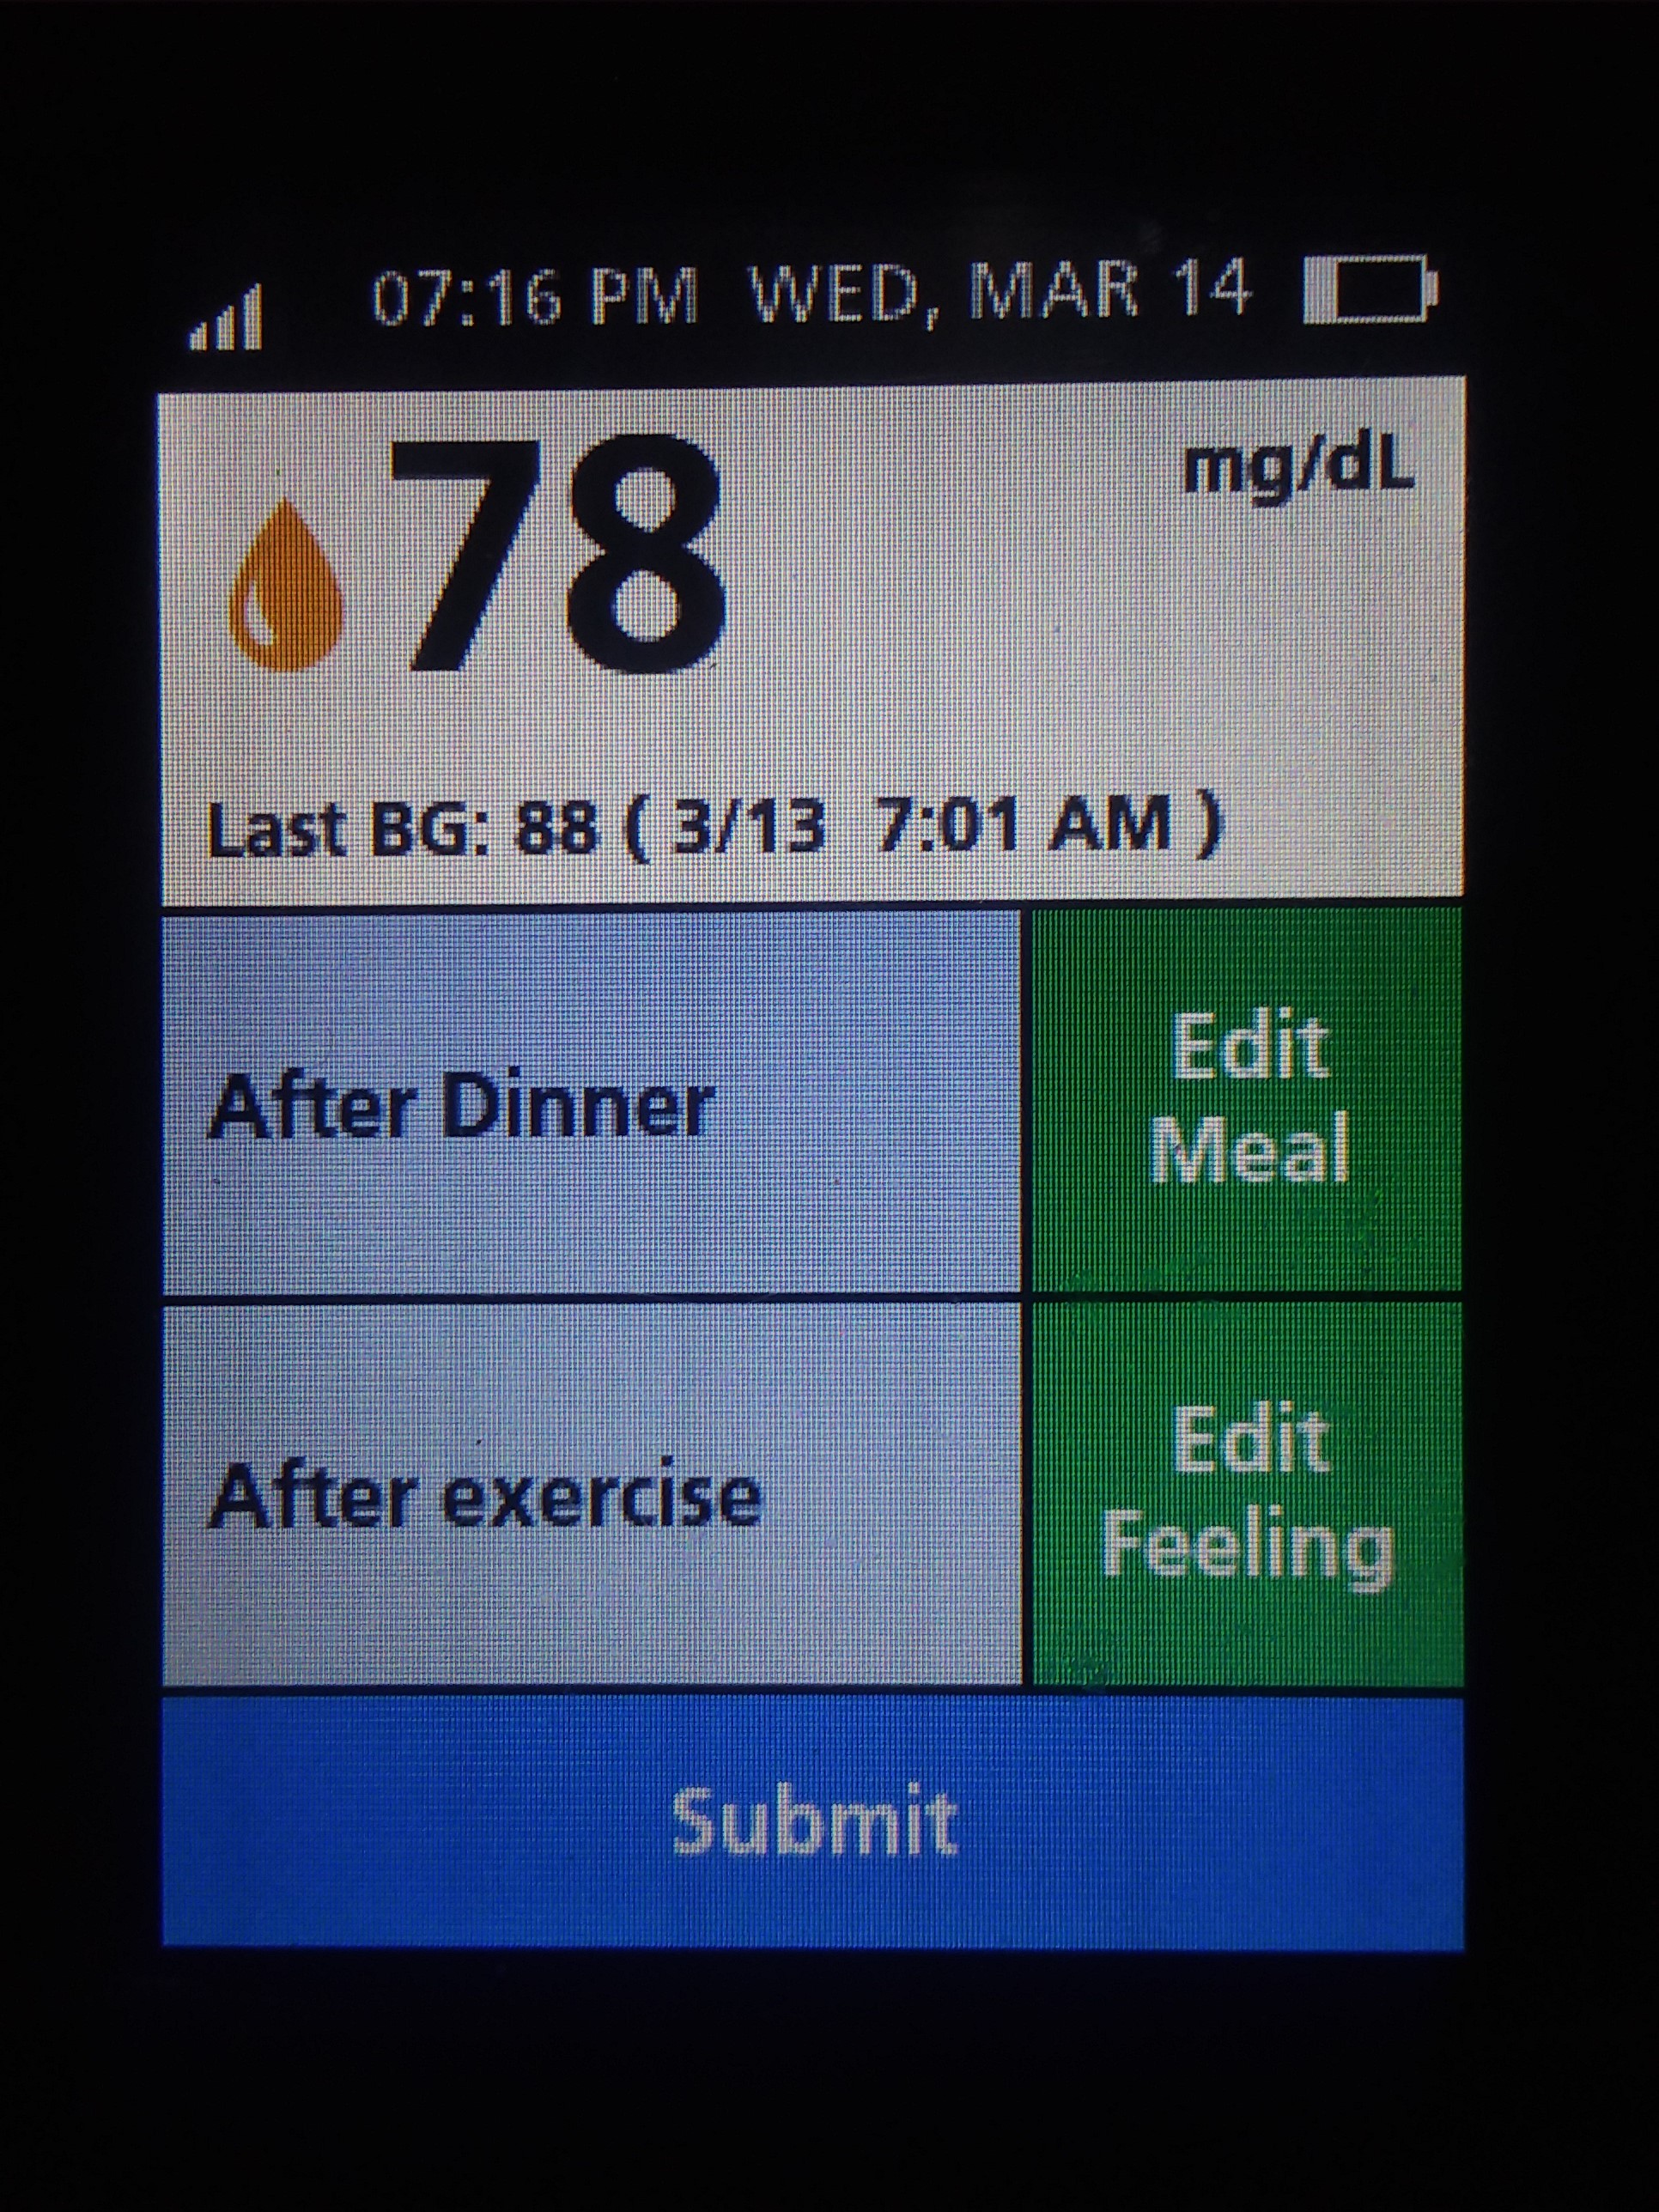 07:16 PM WED, MAR 14
78 mg/dL
Last BG: 88 ( 3/13 7:01 AM )
After Dinner
Edit
Meal
After exercise
Edit
Feeling
Submit